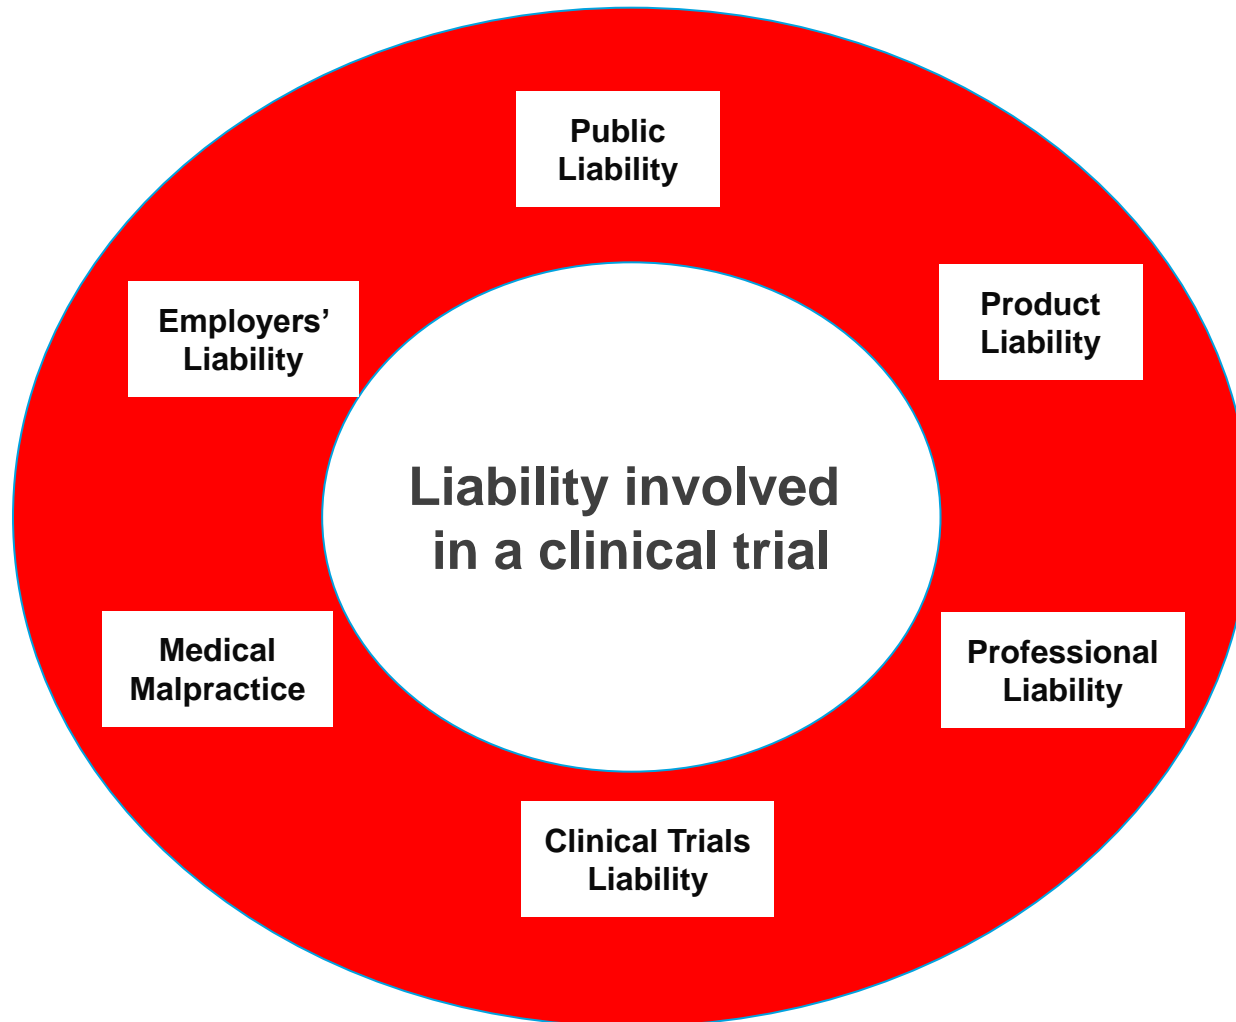 Public
Liability
Product
Liability
Employers’
Liability
Liability involved
in a clinical trial
Medical
Malpractice
Professional
Liability
Clinical Trials
Liability